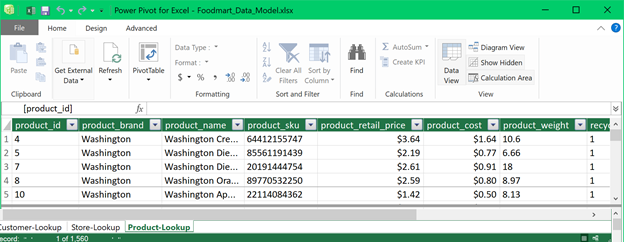 Power Pivot for Excel - Foodmart_Data_Model.xlsx
File Home Design Advanced
Paste
Clipboard
Get External Data
Refresh
PivotTable
Data Type :
Format :
$ % ,
Formatting
Clear All Filters
Sort by Column
Sort and Filter
Find
Find
AutoSum
Create KPI
Calculations
Data View
Diagram View
Show Hidden
Calculation Area
View
[product_id] fx
product_id product_brand product_name product_sku product_retail_price product_cost product_weight recyc
1 4 Washington Washington Cre... 64412155747 $3.64 $1.64 10.6 1
2 5 Washington Washington Die... 85561191439 $2.19 $0.77 6.66 1
3 7 Washington Washington Die... 20191444754 $2.61 $0.91 18 1
4 8 Washington Washington Ora... 89770532250 $2.59 $0.80 8.97 1
5 10 Washington Washington Ap... 22114084362 $1.42 $0.50 8.13 1
Customer-Lookup Store-Lookup Product-Lookup
ecord: 1 of 1,560